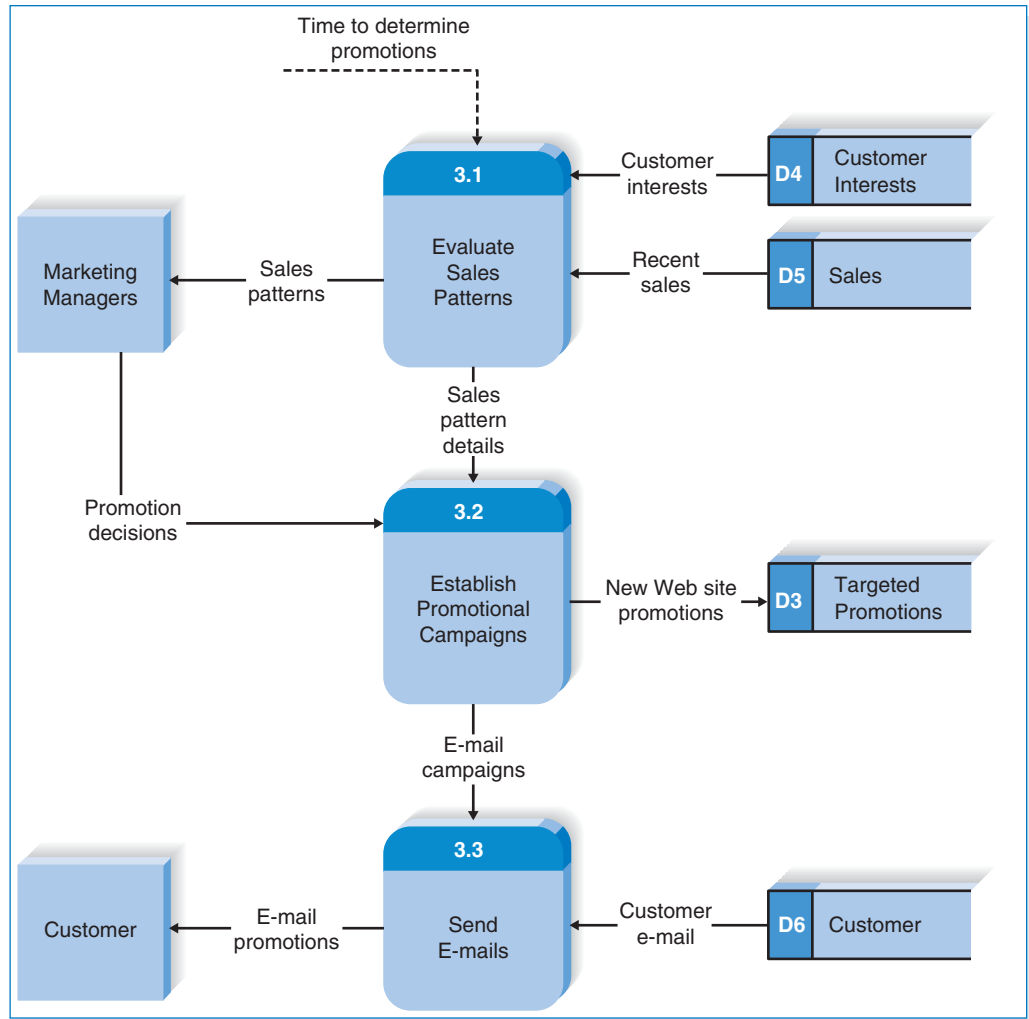 Time to determine
promotions
3.1
Evaluate
Sales
Patterns
Customer
interests
D4
Customer
Interests
Recent
sales
D5
Sales
Sales
patterns
Marketing
Managers
Sales
pattern
details
Promotion
decisions
3.2
Establish
Promotional
Campaigns
New Web site
promotions
D3
Targeted
Promotions
E-mail
campaigns
3.3
Send
E-mails
Customer
e-mail
D6
Customer
E-mail
promotions
Customer